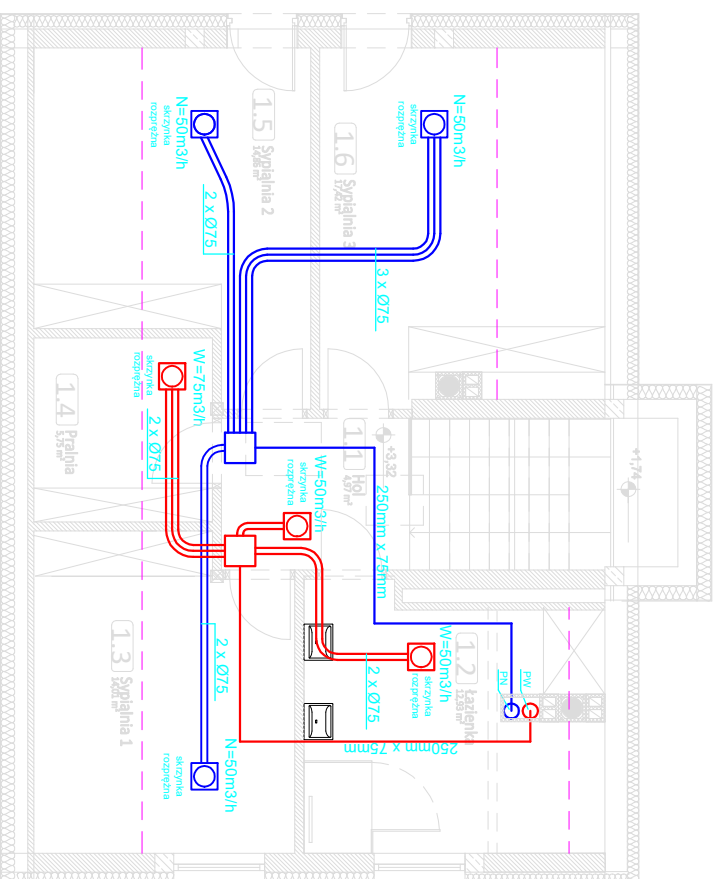 N=50m3/h
skrzynka
rozprężna
1.5
Sypialnia 2
2 x Ø75
1.6
Sypialnia 3
N=50m3/h
skrzynka
rozprężna
3 x Ø75
1.4
Pralnia
5,75 m²
W=75m3/h
skrzynka
rozprężna
2 x Ø75
1.1
Hol
+3,32
+1,74
W=50m3/h
skrzynka
rozprężna
250mm x 75mm
1.3
Sypialnia 1
2 x Ø75
N=50m3/h
skrzynka
rozprężna
1.2
Łazienka
W=50m3/h
skrzynka
rozprężna
2 x Ø75
PN
PW
250mm x 75mm